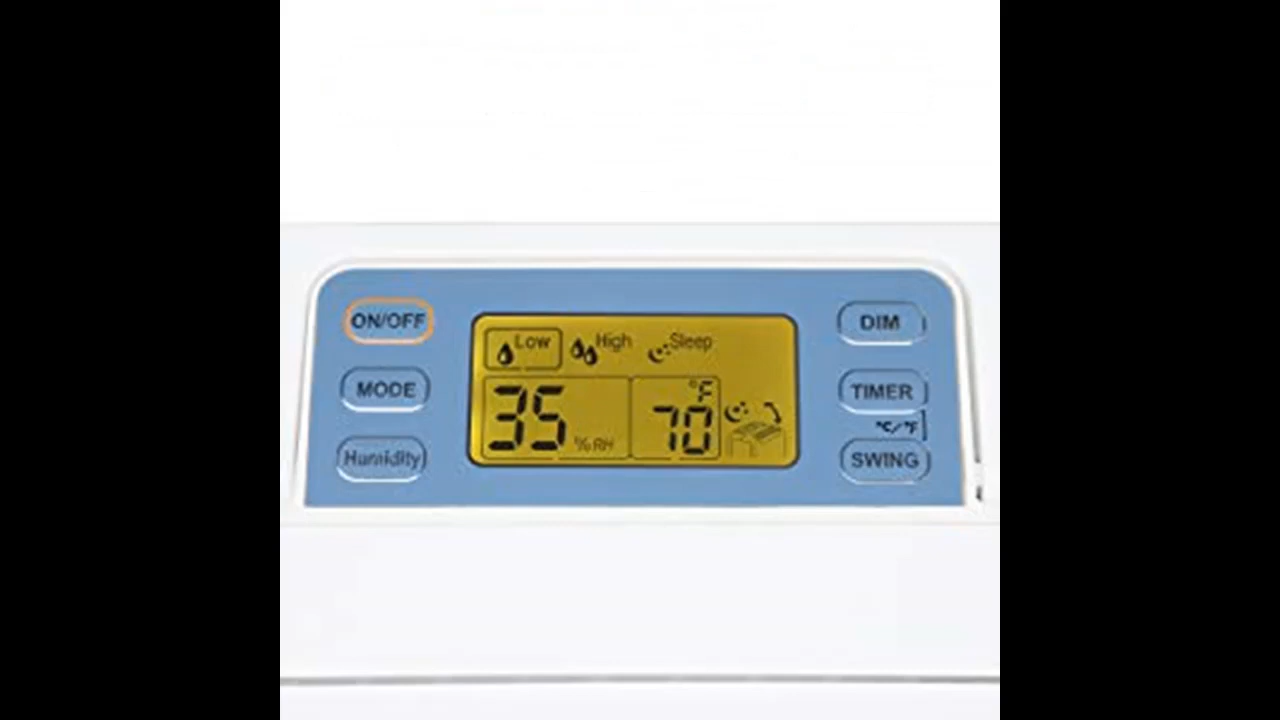 ON/OFF
MODE
Humidity
Low
High
Sleep
35 %RH
70 °F
DIM
TIMER
°C/°F
SWING